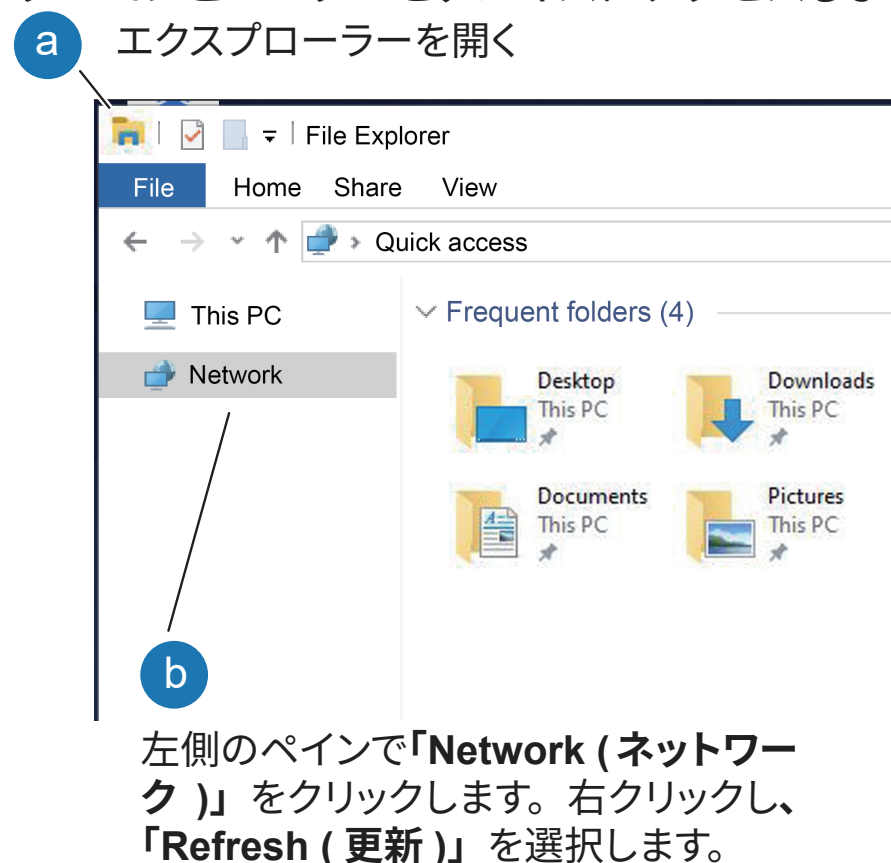 a
エクスプローラーを開く
File Explorer
File Home Share View
Quick access
This PC
Network
Frequent folders (4)
Desktop
This PC
Downloads
This PC
Documents
This PC
Pictures
This PC
b
左側のペインで「Network ( ネットワー
ク )」をクリックします。右クリックし、
「Refresh ( 更新 )」を選択します。